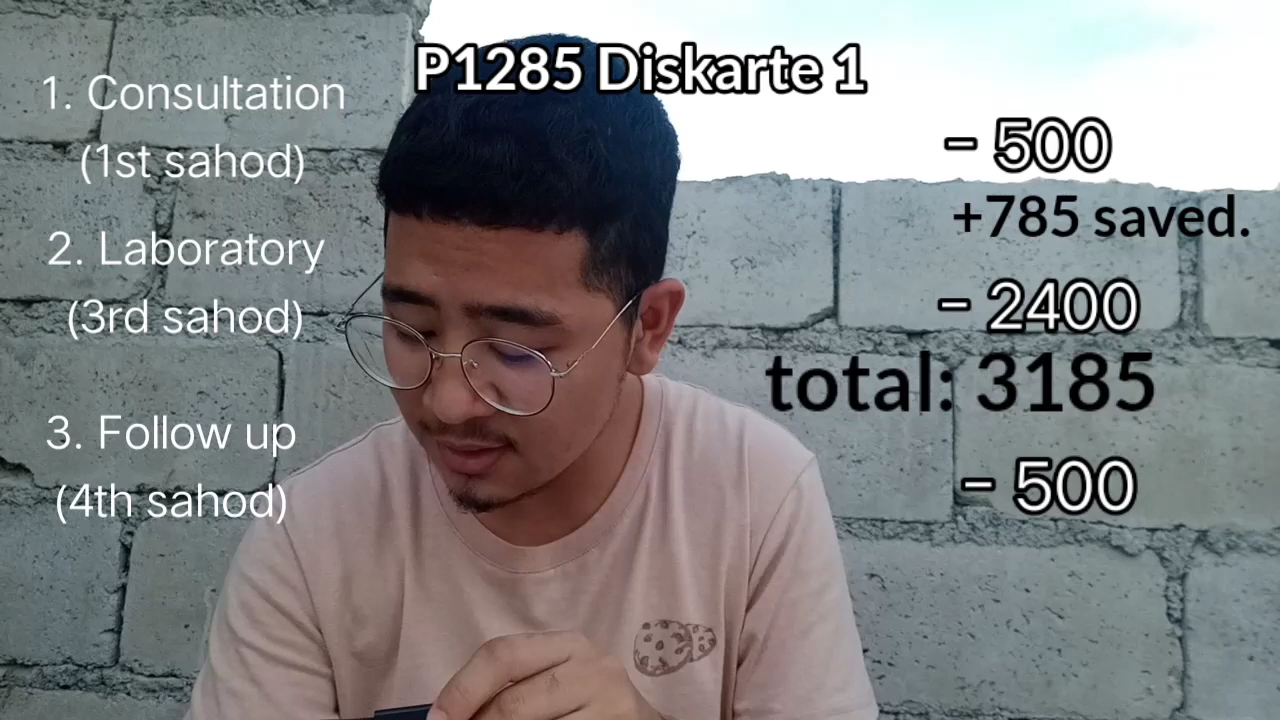 P1285 Diskarte 1
1. Consultation
(1st sahod)
- 500
+785 saved.
2. Laboratory
(3rd sahod)
- 2400
total: 3185
3. Follow up
(4th sahod)
- 500